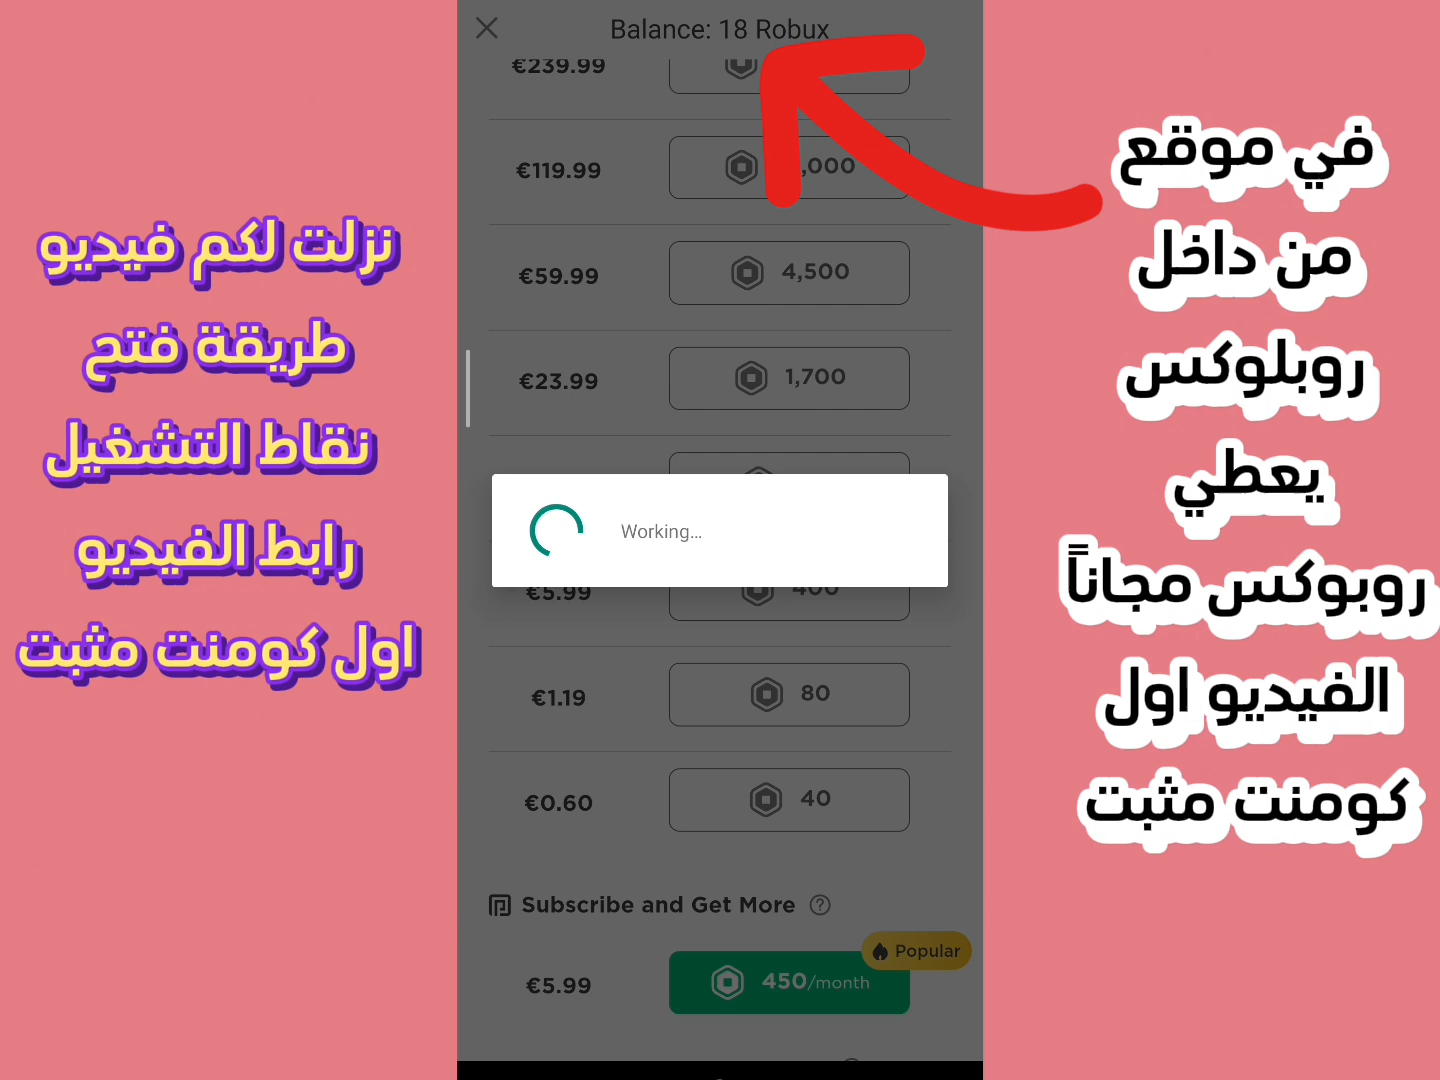 نزلت لكم فيديو
طريقة فتح
نقاط التشغيل
رابط الفيديو
اول كومنت مثبت
Balance: 18 Robux
€239.99
€119.99 ,000
€59.99 4,500
€23.99 1,700
Working...
€5.99 400
€1.19 80
€0.60 40
Subscribe and Get More ?
Popular
€5.99 450/month
في موقع
من داخل
روبلوكس
يعطي
روبوكس مجاناً
الفيديو اول
كومنت مثبت